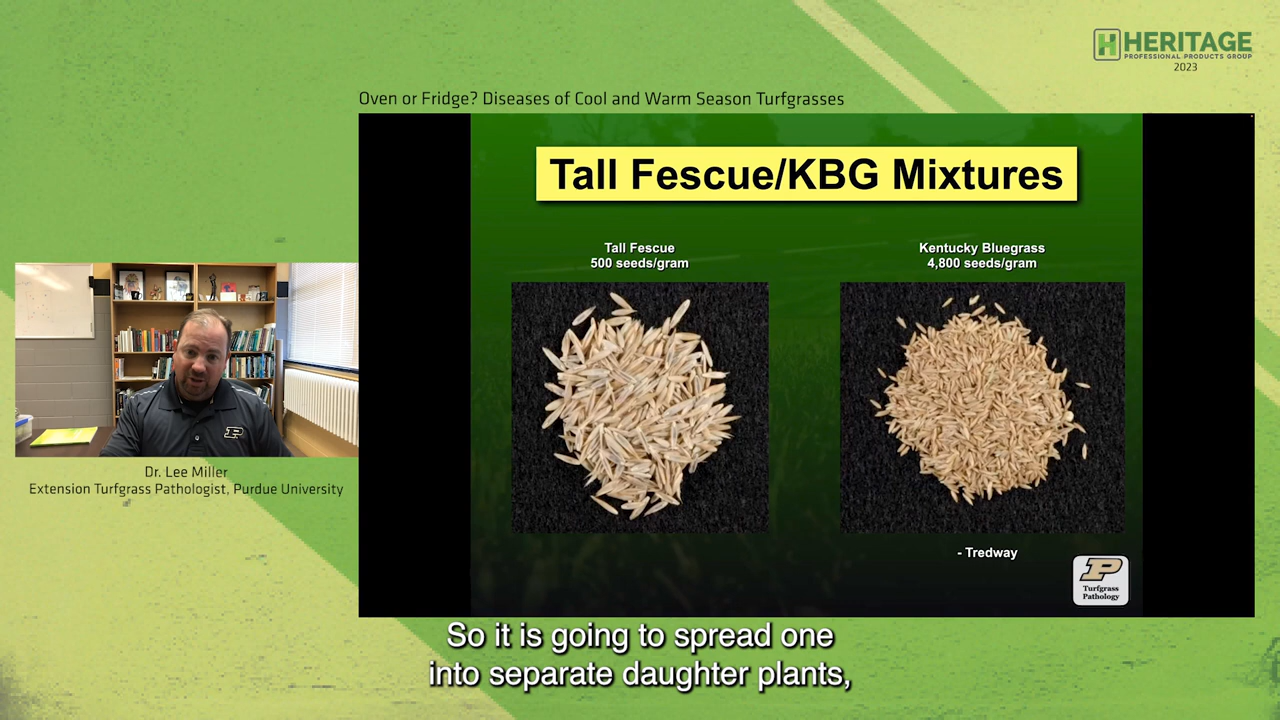 HERITAGE
PROFESSIONAL PRODUCTS GROUP
2023
Oven or Fridge? Diseases of Cool and Warm Season Turfgrasses
Tall Fescue/KBG Mixtures
Tall Fescue
500 seeds/gram
Kentucky Bluegrass
4,800 seeds/gram
- Tredway
P
Turfgrass
Pathology
P
Dr. Lee Miller
Extension Turfgrass Pathologist, Purdue University
So it is going to spread one
into separate daughter plants,